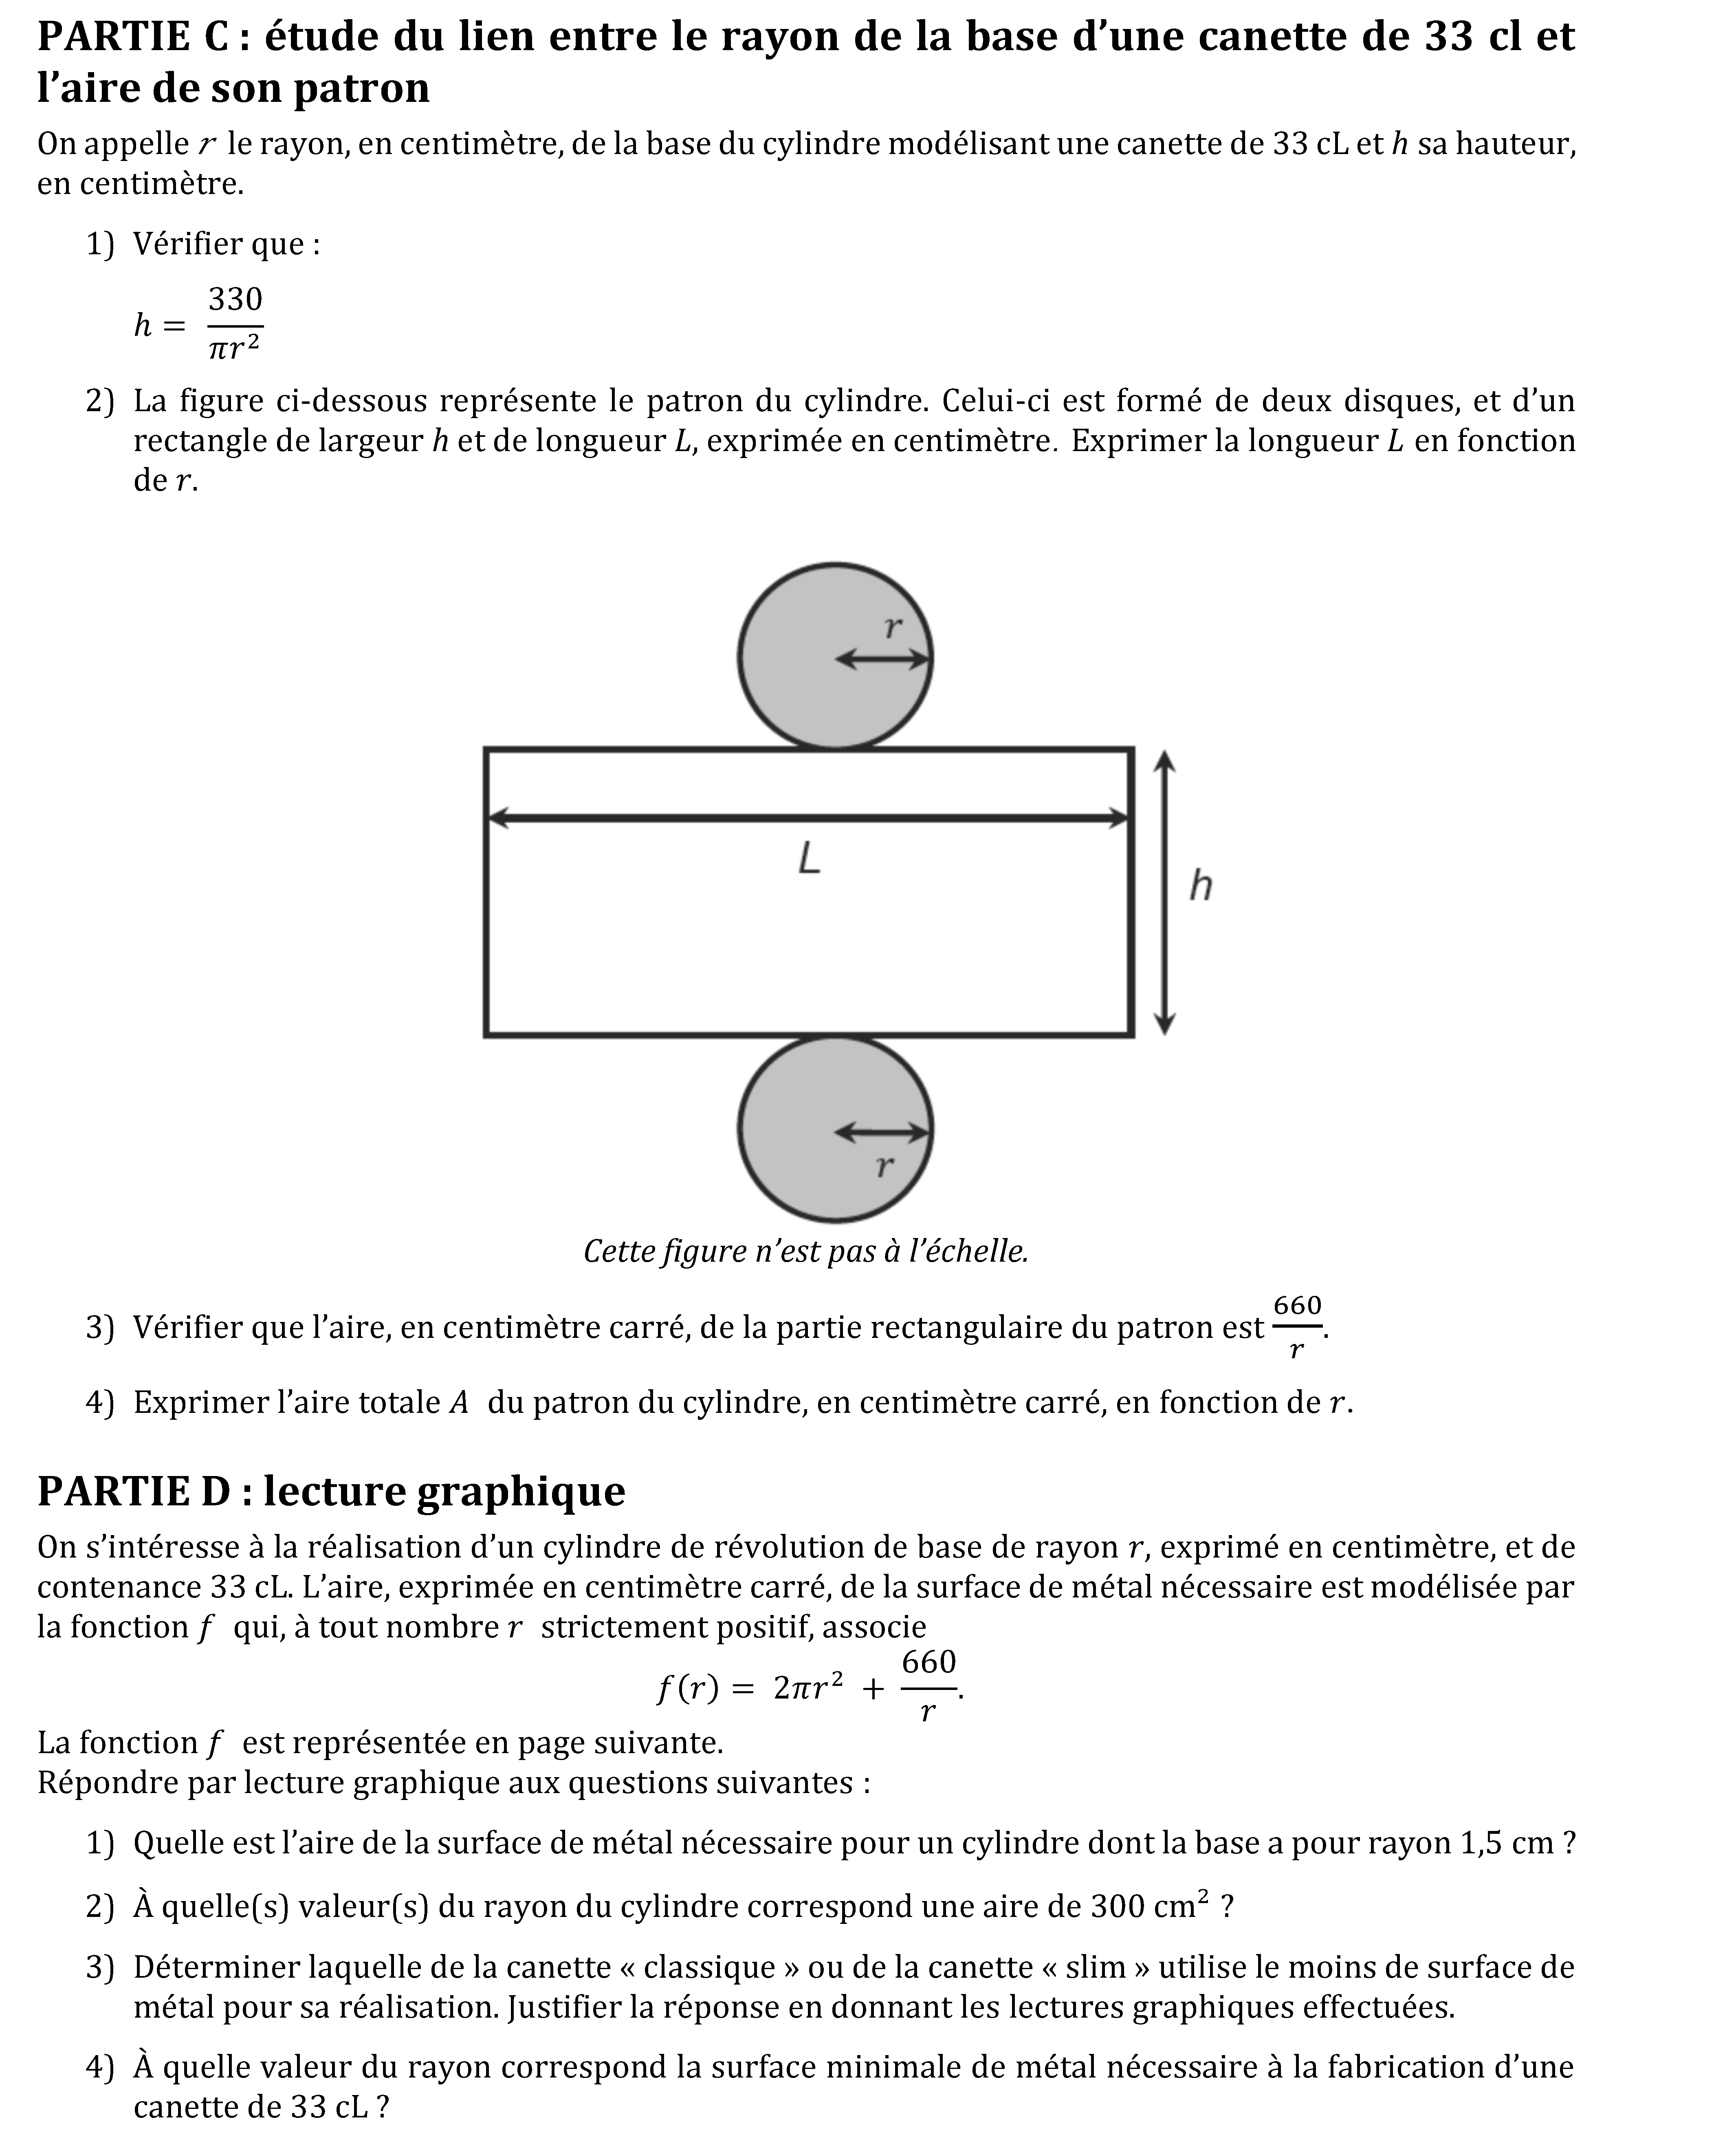 PARTIE C : étude du lien entre le rayon de la base d’une canette de 33 cl et
l’aire de son patron
On appelle r le rayon, en centimètre, de la base du cylindre modélisant une canette de 33 cL et h sa hauteur,
en centimètre.
1) Vérifier que :
h = 330/(πr²)
2) La figure ci-dessous représente le patron du cylindre. Celui-ci est formé de deux disques, et d’un
rectangle de largeur h et de longueur L, exprimée en centimètre. Exprimer la longueur L en fonction
de r.
r
L
h
r
Cette figure n’est pas à l’échelle.
3) Vérifier que l’aire, en centimètre carré, de la partie rectangulaire du patron est 660/r.
4) Exprimer l’aire totale A du patron du cylindre, en centimètre carré, en fonction de r.
PARTIE D : lecture graphique
On s’intéresse à la réalisation d’un cylindre de révolution de base de rayon r, exprimé en centimètre, et de
contenance 33 cL. L’aire, exprimée en centimètre carré, de la surface de métal nécessaire est modélisée par
la fonction f qui, à tout nombre r strictement positif, associe
f(r) = 2πr² + 660/r.
La fonction f est représentée en page suivante.
Répondre par lecture graphique aux questions suivantes :
1) Quelle est l’aire de la surface de métal nécessaire pour un cylindre dont la base a pour rayon 1,5 cm ?
2) À quelle(s) valeur(s) du rayon du cylindre correspond une aire de 300 cm² ?
3) Déterminer laquelle de la canette « classique » ou de la canette « slim » utilise le moins de surface de
métal pour sa réalisation. Justifier la réponse en donnant les lectures graphiques effectuées.
4) À quelle valeur du rayon correspond la surface minimale de métal nécessaire à la fabrication d’une
canette de 33 cL ?